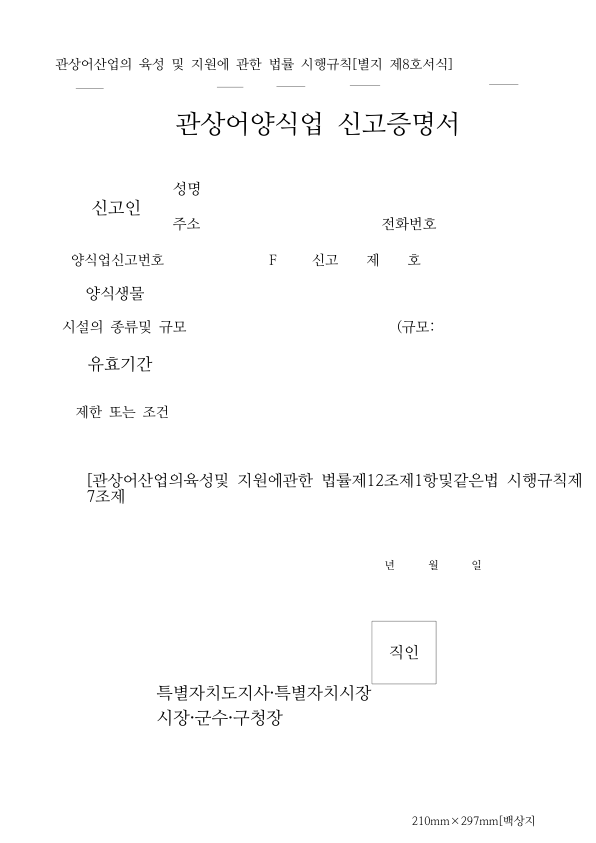 관상어산업의 육성 및 지원에 관한 법률 시행규칙[별지 제8호서식]
관상어양식업 신고증명서
신고인
성명
주소 전화번호
양식업신고번호 F 신고 제 호
양식생물
시설의 종류및 규모 (규모:
유효기간
제한 또는 조건
[관상어산업의육성및 지원에관한 법률제12조제1항및같은법 시행규칙제
7조제
년 월 일
직인
특별자치도지사·특별자치시장
시장·군수·구청장
210mm×297mm[백상지